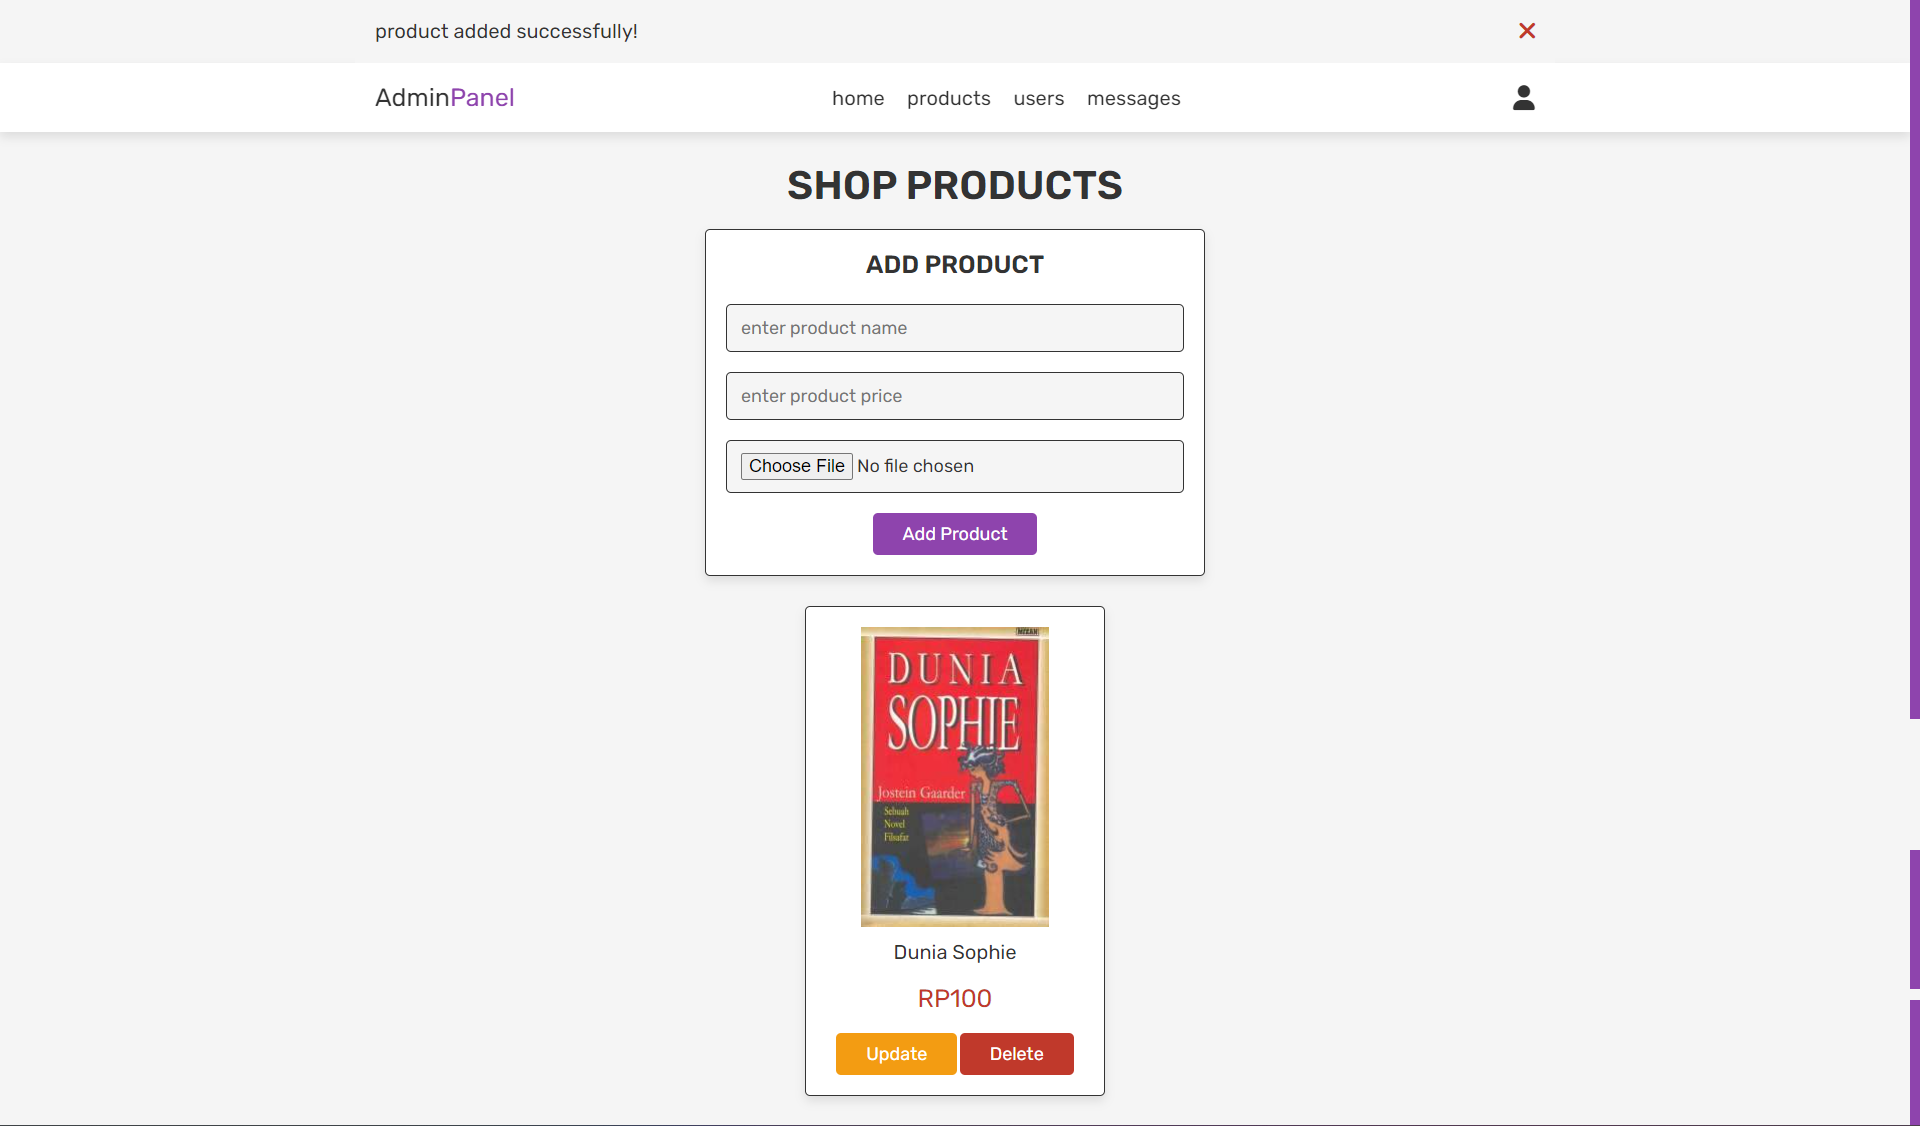 product added successfully!
AdminPanel
home products users messages
SHOP PRODUCTS
ADD PRODUCT
enter product name
enter product price
Choose File No file chosen
Add Product
MIZAN
DUNIA
SOPHIE
Jostein Gaarder
Sebuah
Novel
Filsafat
Dunia Sophie
RP100
Update Delete